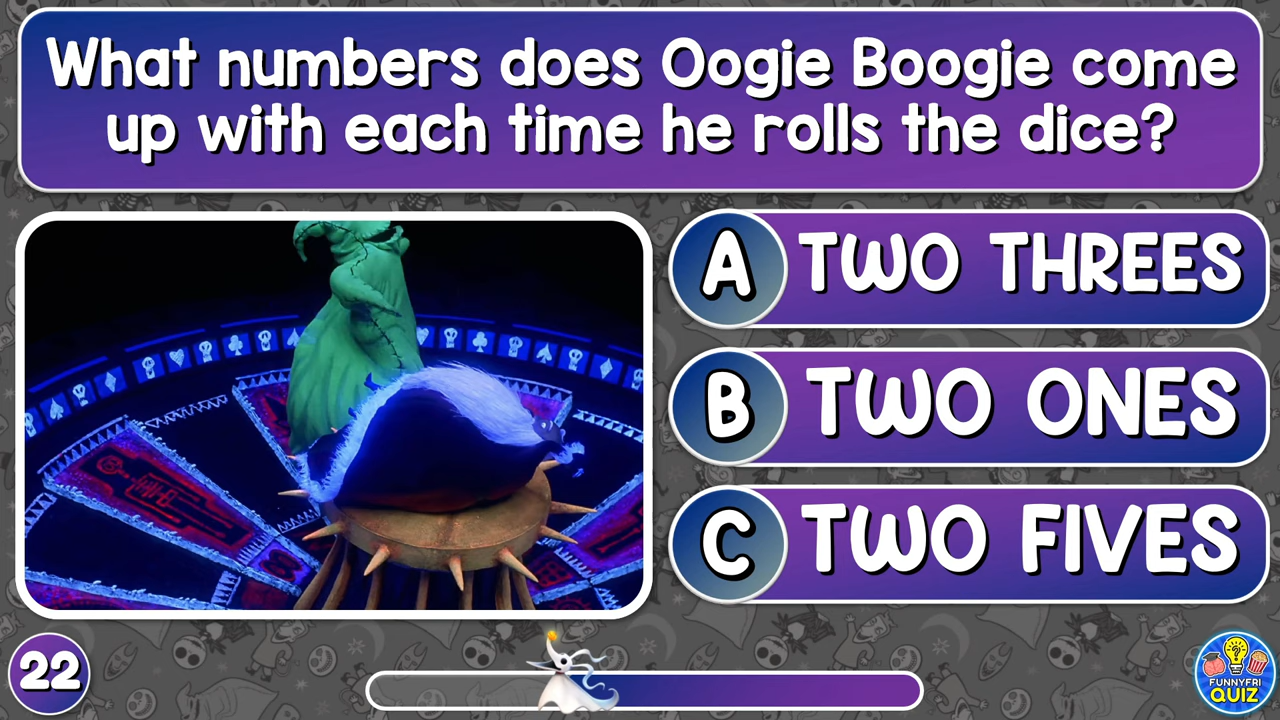 What numbers does Oogie Boogie come
up with each time he rolls the dice?
A TWO THREES
B TWO ONES
C TWO FIVES
22
FUNNYFRI
QUIZ